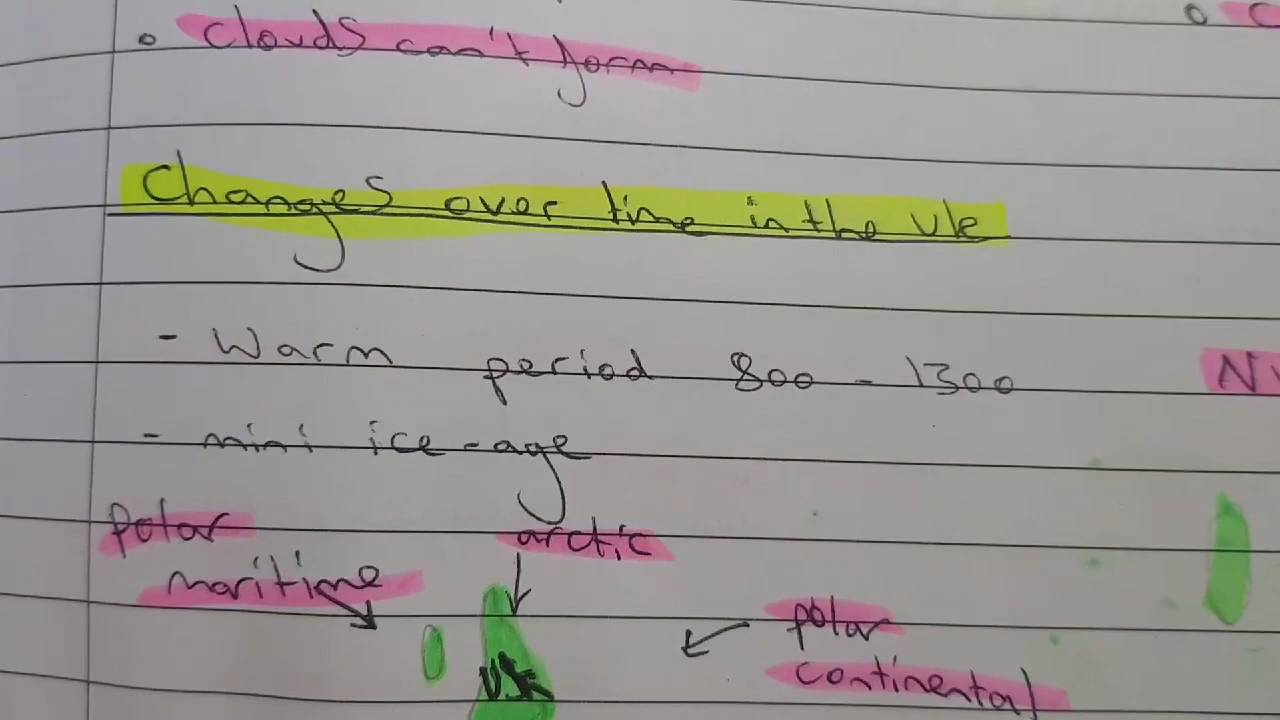 clouds can't form
Changes over time in the UK
- Warm period 800 - 1300
- mini ice-age
polar
maritime
arctic
polar
continental
UK